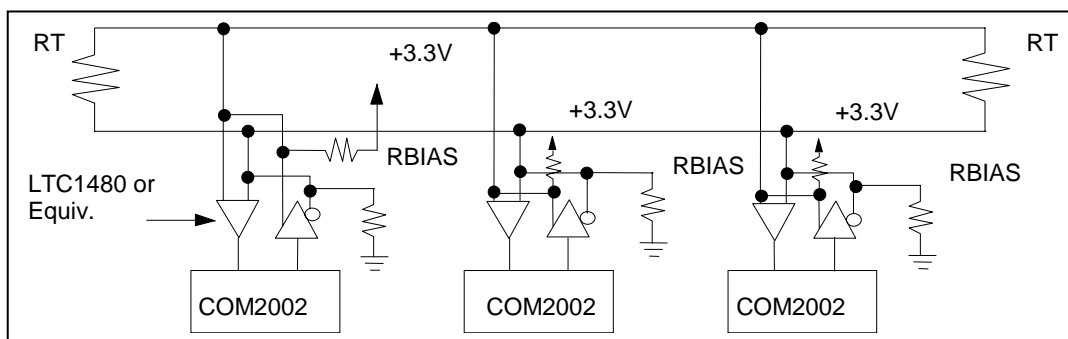 RT
RT
+3.3V
+3.3V
+3.3V
RBIAS
RBIAS
RBIAS
LTC1480 or
Equiv.
COM2002
COM2002
COM2002